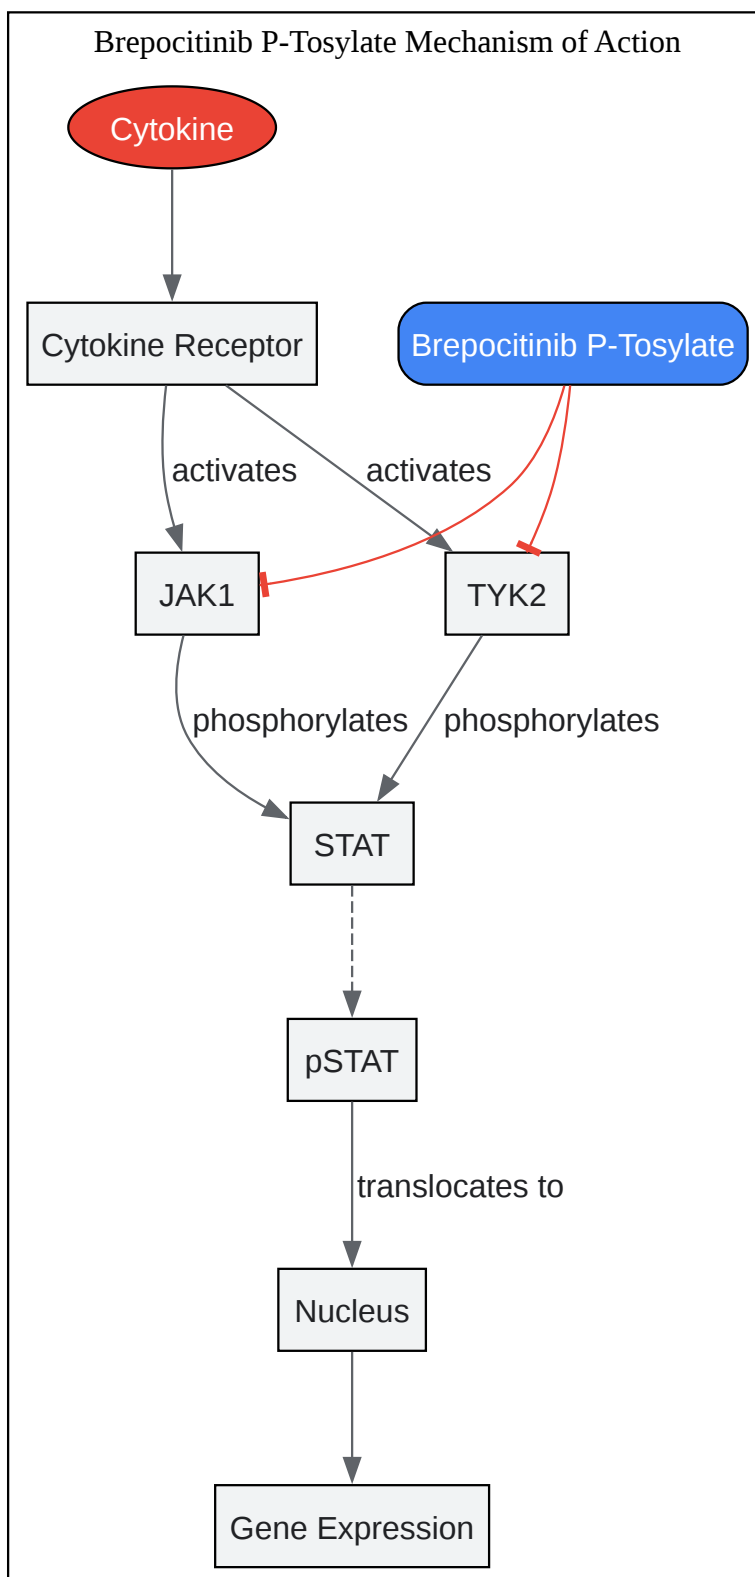 Brepocitinib P-Tosylate Mechanism of Action
Cytokine
Cytokine Receptor
Brepocitinib P-Tosylate
activates
activates
JAK1
TYK2
phosphorylates
phosphorylates
STAT
pSTAT
translocates to
Nucleus
Gene Expression